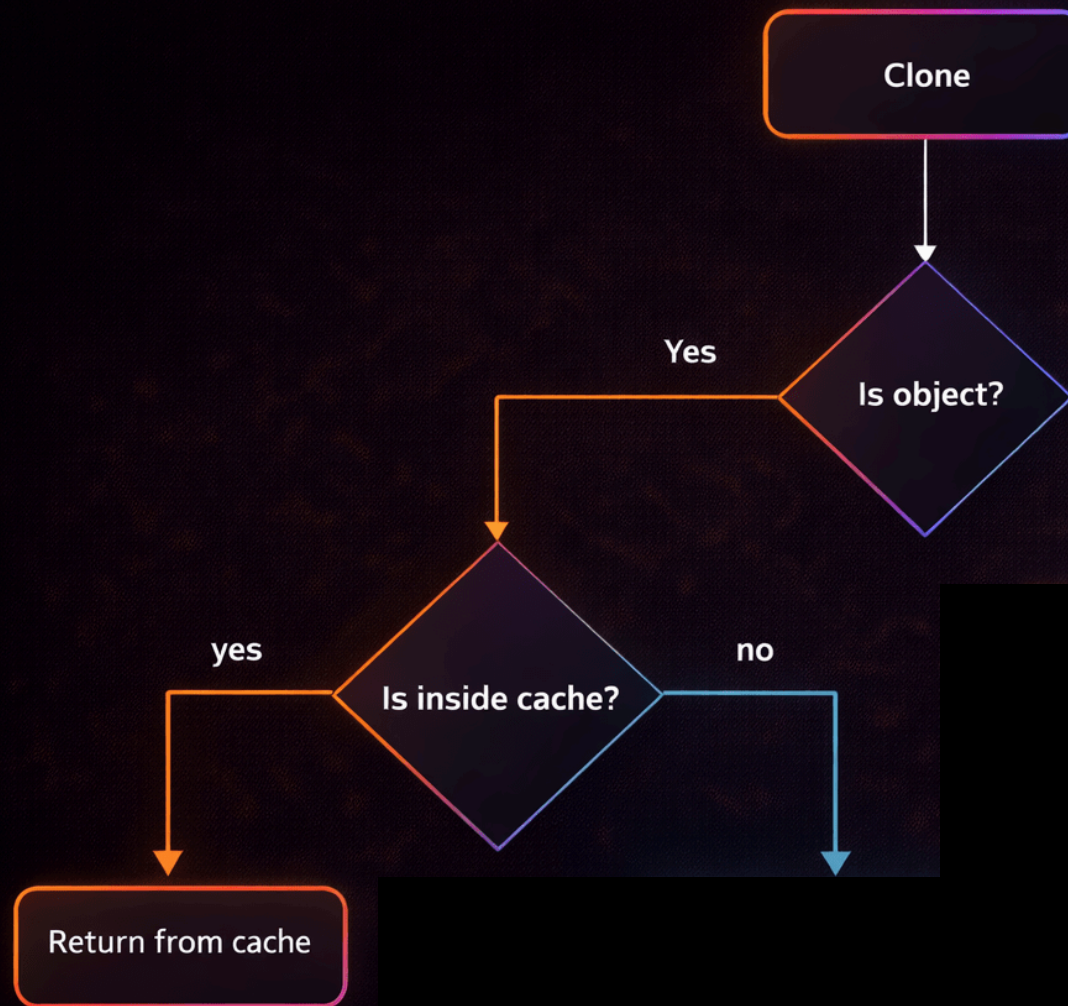 Clone
Yes
Is object?
yes
no
Is inside cache?
Return from cache